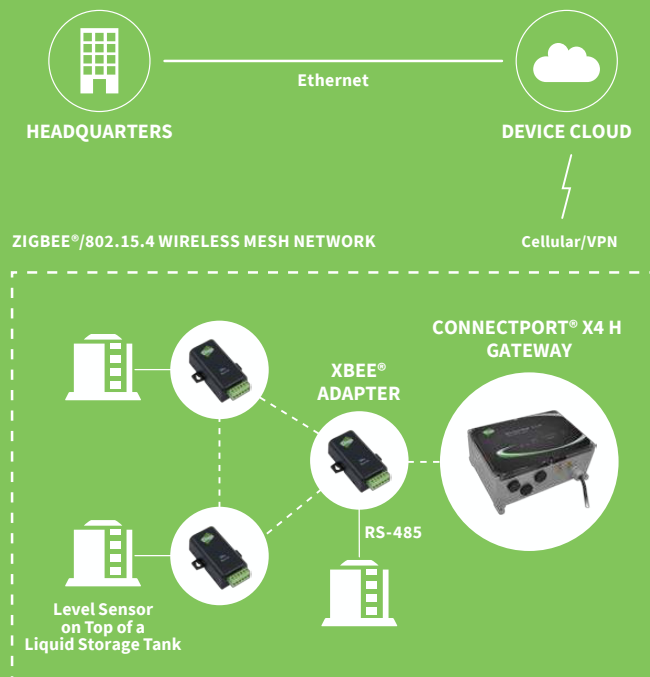 Ethernet
HEADQUARTERS
DEVICE CLOUD
ZIGBEE®/802.15.4 WIRELESS MESH NETWORK
Cellular/VPN
CONNECTPORT® X4 H
GATEWAY
XBEE®
ADAPTER
RS-485
Level Sensor
on Top of a
Liquid Storage Tank